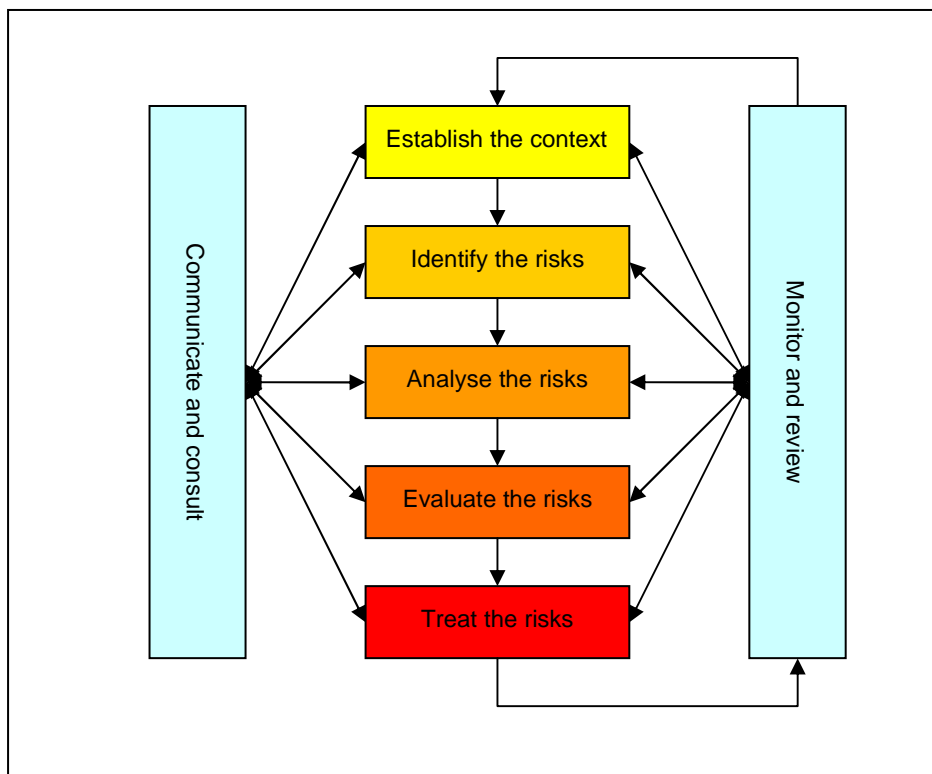 Establish the context
Identify the risks
Analyse the risks
Evaluate the risks
Treat the risks
Communicate and consult
Monitor and review